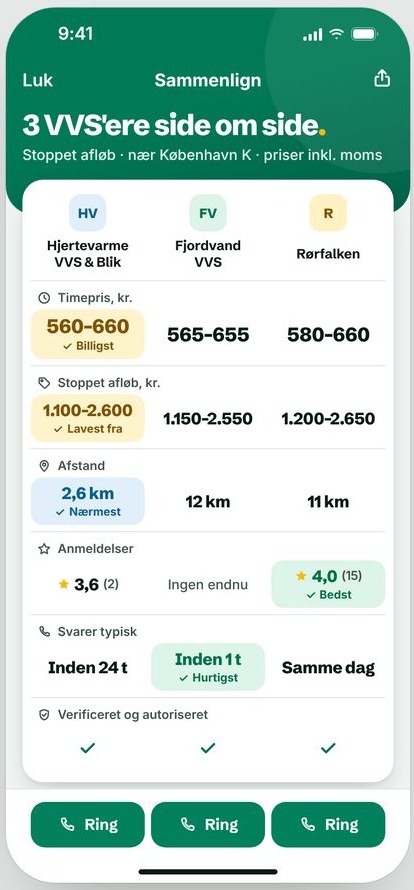 9:41
Luk
Sammenlign
3 VVS'ere side om side.
Stoppet afløb · nær København K · priser inkl. moms
HV
FV
R
Hjertevarme VVS & Blik
Fjordvand VVS
Rørfalken
Timepris, kr.
560-660
✓ Billigst
565-655
580-660
Stoppet afløb, kr.
1.100-2.600
✓ Lavest fra
1.150-2.550
1.200-2.650
Afstand
2,6 km
✓ Nærmest
12 km
11 km
Anmeldelser
★ 3,6 (2)
Ingen endnu
★ 4,0 (15)
✓ Bedst
Svarer typisk
Inden 24 t
Inden 1 t
✓ Hurtigst
Samme dag
Verificeret og autoriseret
✓
✓
✓
Ring
Ring
Ring